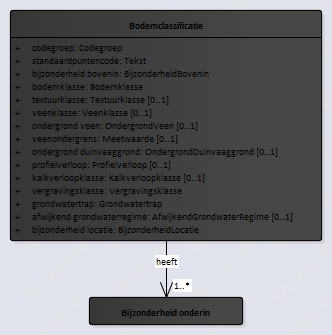 Bodemclassificatie
+ codegroep: Codegroep
+ standaardpuntencode: Tekst
+ bijzonderheid bovenin: BijzonderheidBovenin
+ bodemklasse: Bodemklasse
+ textuurklasse: Textuurklasse [0..1]
+ veenklasse: Veenklasse [0..1]
+ ondergrond veen: OndergrondVeen [0..1]
+ veenondergrens: Meetwaarde [0..1]
+ ondergrond duinvaaggrond: OndergrondDuinvaaggrond [0..1]
+ profielverloop: Profielverloop [0..1]
+ kalkverloopklasse: Kalkverloopklasse [0..1]
+ vergravingsklasse: Vergravingsklasse
+ grondwatertrap: Grondwatertrap
+ afwijkend grondwaterregime: AfwijkendGrondwaterRegime [0..1]
+ bijzonderheid locatie: BijzonderheidLocatie
heeft
1..*
Bijzonderheid onderin